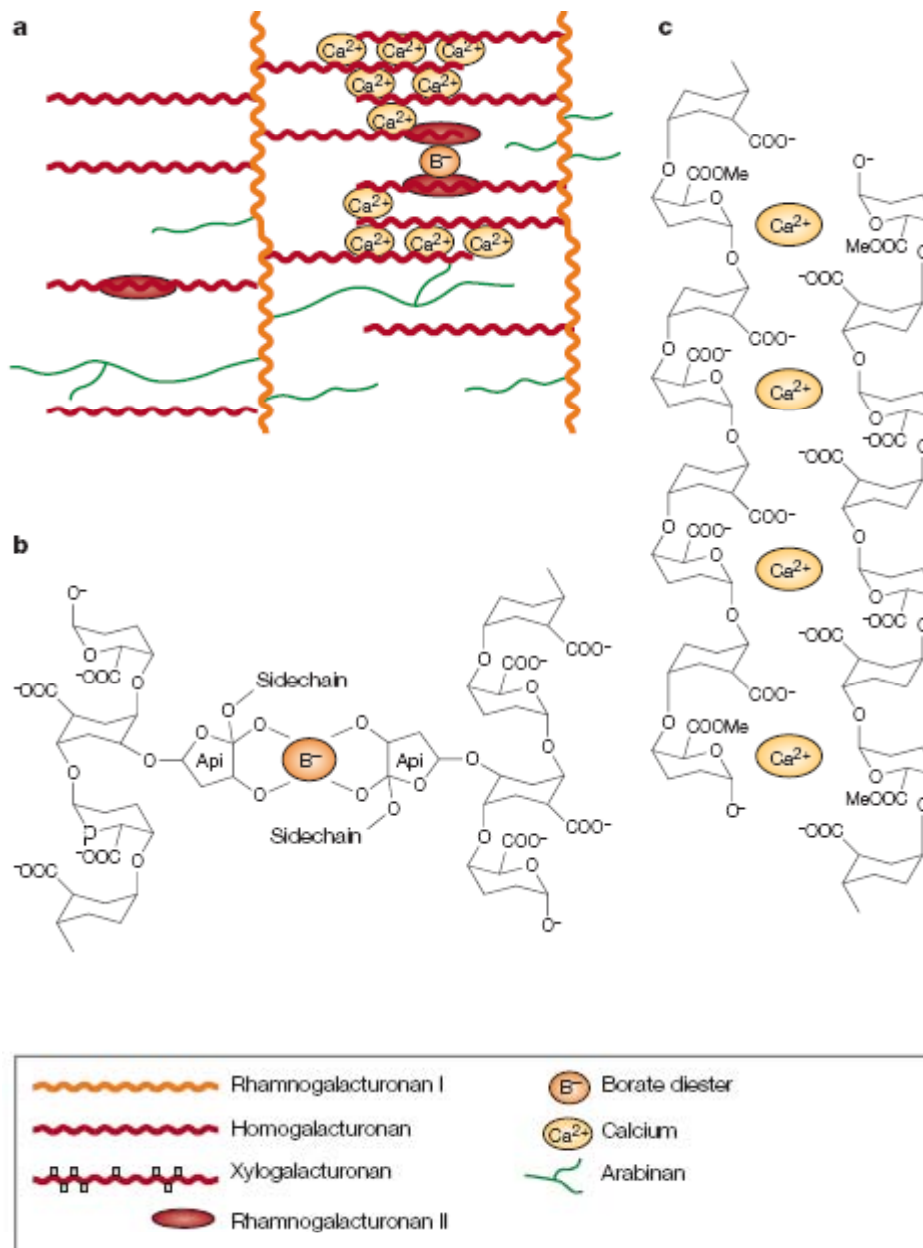 a
Ca²⁺ Ca²⁺ Ca²⁺
Ca²⁺ Ca²⁺
Ca²⁺
B⁻
Ca²⁺
Ca²⁺ Ca²⁺ Ca²⁺
b
O⁻
O
⁻OOC
⁻OOC
O
O
O
O
P
⁻OOC
O
⁻OOC
Sidechain
O
O
Api
O
B⁻
O
O
Api
O
O
Sidechain
O
COO⁻
O
COO⁻
O
O
O
COO⁻
O
COO⁻
O
O⁻
c
COO⁻
O
COOMe
O
O
COO⁻
O
COO⁻
O
O
COO⁻
O
COO⁻
O
O
COO⁻
O
COOMe
O
O⁻
Ca²⁺
Ca²⁺
Ca²⁺
Ca²⁺
O⁻
O
MeOOC
O
⁻OOC
O
O
⁻OOC
O
⁻OOC
O
O
⁻OOC
O
⁻OOC
O
O
MeOOC
O
⁻OOC
Rhamnogalacturonan I
Homogalacturonan
Xylogalacturonan
Rhamnogalacturonan II
B⁻ Borate diester
Ca²⁺ Calcium
Arabinan